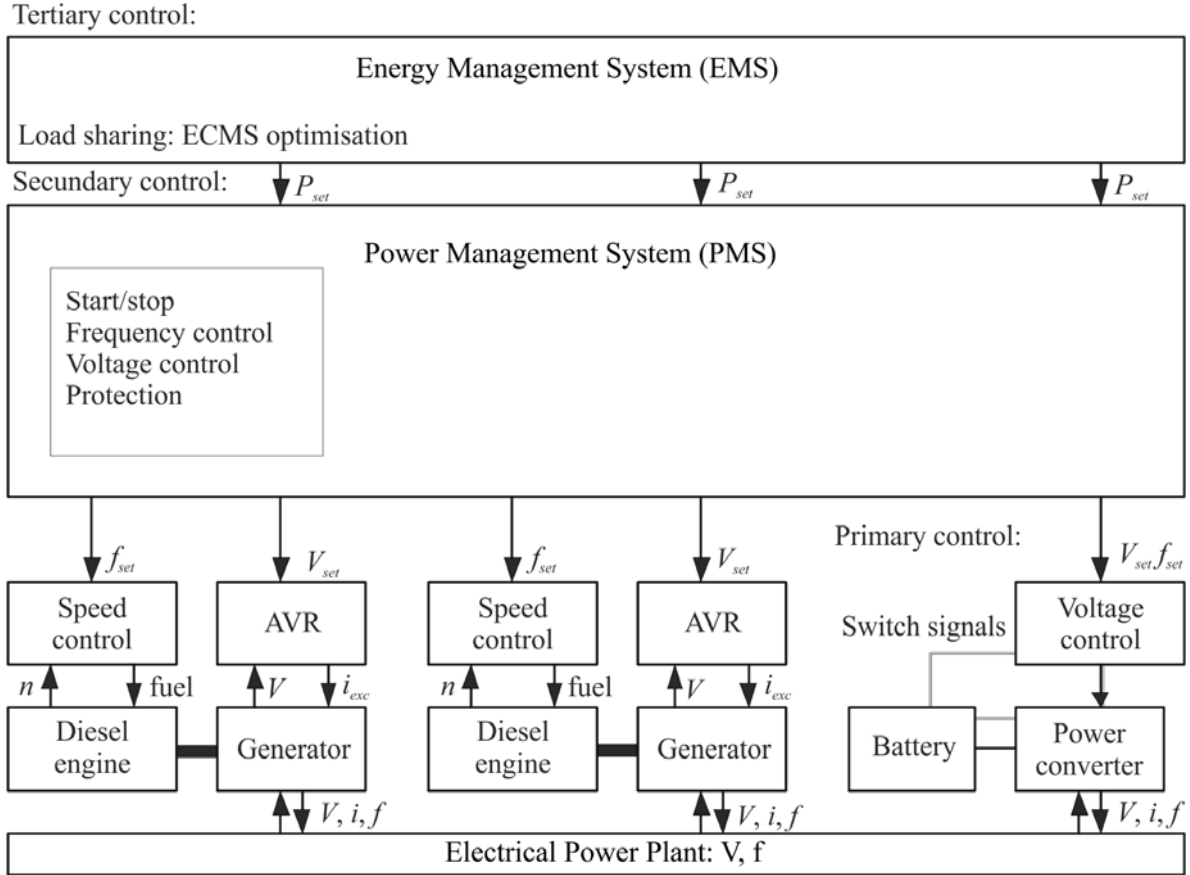 Tertiary control:
Energy Management System (EMS)
Load sharing: ECMS optimisation
Secundary control:
P_set
P_set
P_set
Power Management System (PMS)
Start/stop
Frequency control
Voltage control
Protection
Primary control:
f_set
V_set
f_set
V_set
V_set f_set
Speed
control
AVR
Speed
control
AVR
Switch signals
Voltage
control
n
fuel
V
i_exc
n
fuel
V
i_exc
Diesel
engine
Generator
Diesel
engine
Generator
Battery
Power
converter
V, i, f
V, i, f
V, i, f
Electrical Power Plant: V, f